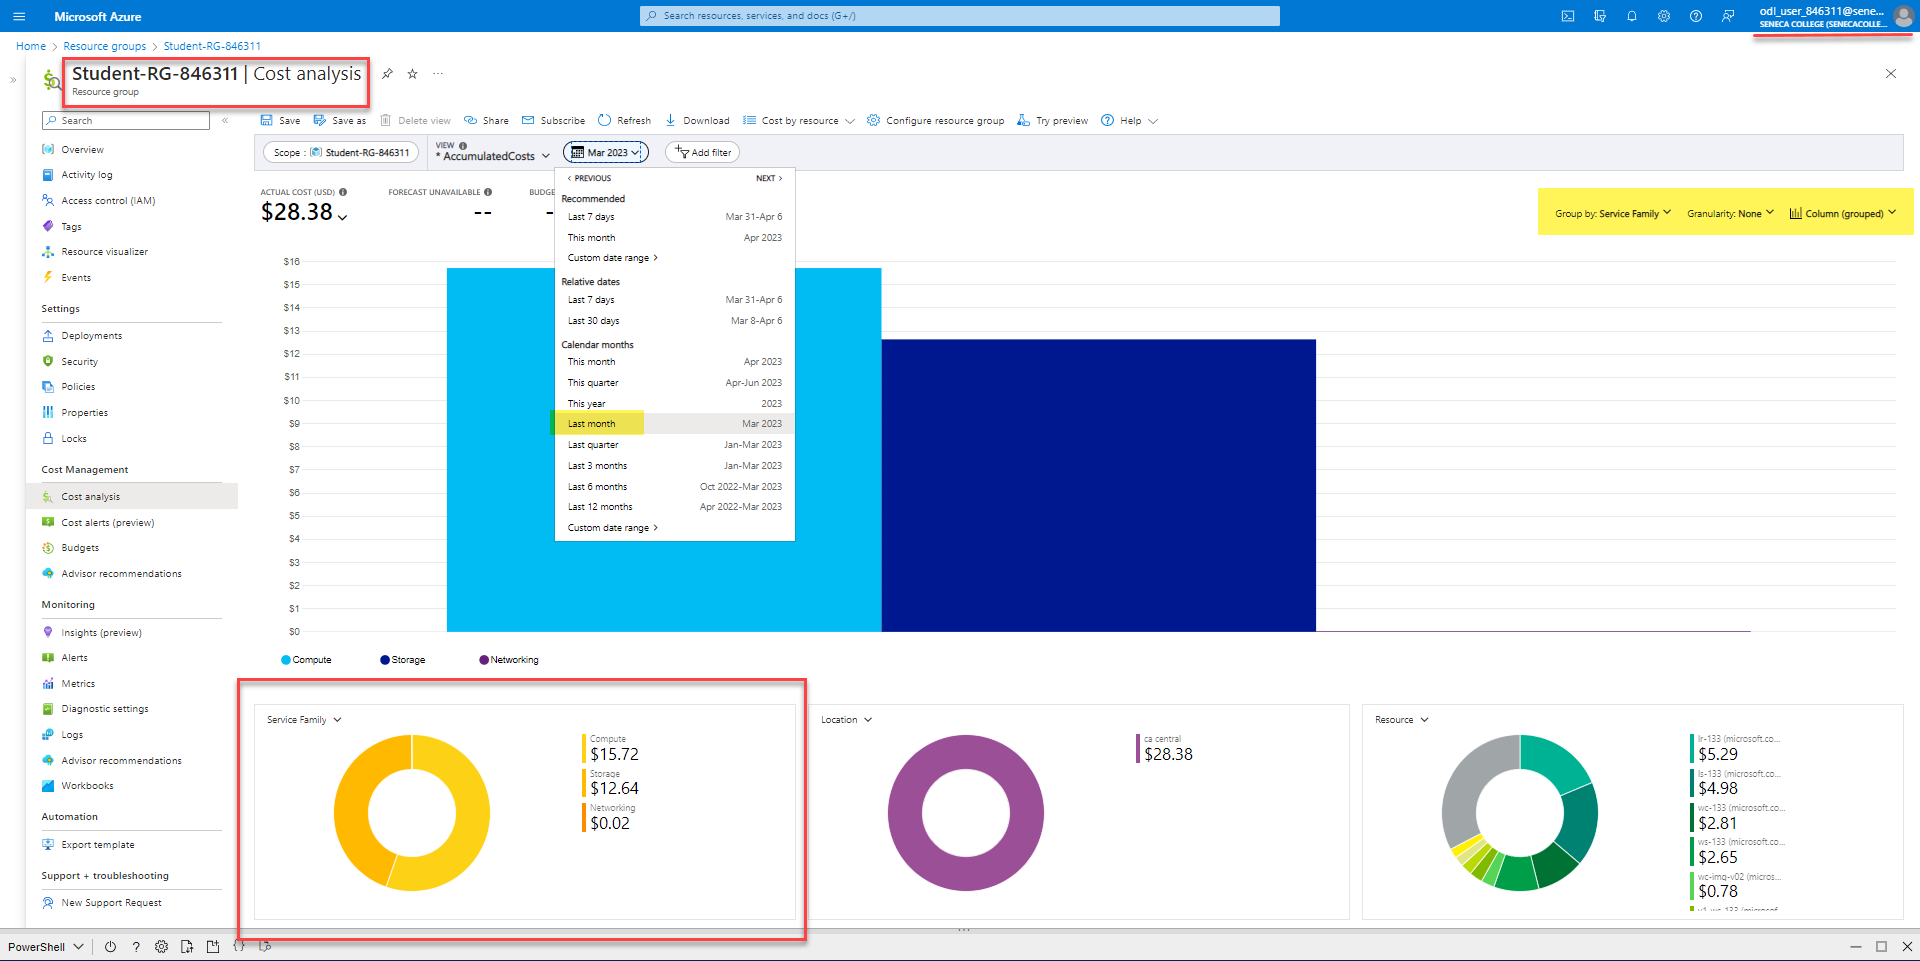 Microsoft Azure
Search resources, services, and docs (G+/)
odl_user_846311@sene...
SENECA COLLEGE (SENECACOLLE...
Home > Resource groups > Student-RG-846311
Student-RG-846311 | Cost analysis
Resource group
Search
Save
Save as
Delete view
Share
Subscribe
Refresh
Download
Cost by resource
Configure resource group
Try preview
Help
Overview
Activity log
Access control (IAM)
Tags
Resource visualizer
Events
Settings
Deployments
Security
Policies
Properties
Locks
Cost Management
Cost analysis
Cost alerts (preview)
Budgets
Advisor recommendations
Monitoring
Insights (preview)
Alerts
Metrics
Diagnostic settings
Logs
Advisor recommendations
Workbooks
Automation
Export template
Support + troubleshooting
New Support Request
Scope : Student-RG-846311
VIEW
* AccumulatedCosts
Mar 2023
Add filter
ACTUAL COST (USD)
$28.38
FORECAST UNAVAILABLE
--
BUDGE
-
Group by: Service Family
Granularity: None
Column (grouped)
< PREVIOUS
NEXT >
Recommended
Last 7 days Mar 31-Apr 6
This month Apr 2023
Custom date range >
Relative dates
Last 7 days Mar 31-Apr 6
Last 30 days Mar 8-Apr 6
Calendar months
This month Apr 2023
This quarter Apr-Jun 2023
This year 2023
Last month Mar 2023
Last quarter Jan-Mar 2023
Last 3 months Jan-Mar 2023
Last 6 months Oct 2022-Mar 2023
Last 12 months Apr 2022-Mar 2023
Custom date range >
$16
$15
$14
$13
$12
$11
$10
$9
$8
$7
$6
$5
$4
$3
$2
$1
$0
Compute
Storage
Networking
Service Family
Compute
$15.72
Storage
$12.64
Networking
$0.02
Location
ca central
$28.38
Resource
lr-133 (microsoft.co...
$5.29
ls-133 (microsoft.co...
$4.98
wc-133 (microsoft.co...
$2.81
ws-133 (microsoft.co...
$2.65
wc-img-v02 (micros...
$0.78
PowerShell